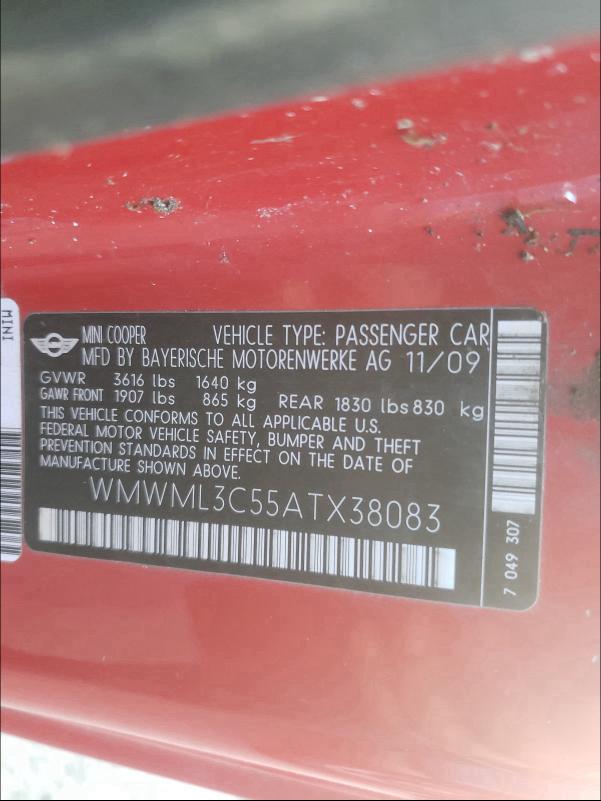 MINI
MINI COOPER VEHICLE TYPE: PASSENGER CAR
MFD BY BAYERISCHE MOTORENWERKE AG 11/09
GVWR 3616 lbs 1640 kg
GAWR FRONT 1907 lbs 865 kg REAR 1830 lbs 830 kg
THIS VEHICLE CONFORMS TO ALL APPLICABLE U.S.
FEDERAL MOTOR VEHICLE SAFETY, BUMPER AND THEFT
PREVENTION STANDARDS IN EFFECT ON THE DATE OF
MANUFACTURE SHOWN ABOVE.
WMWML3C55ATX38083
7 049 307